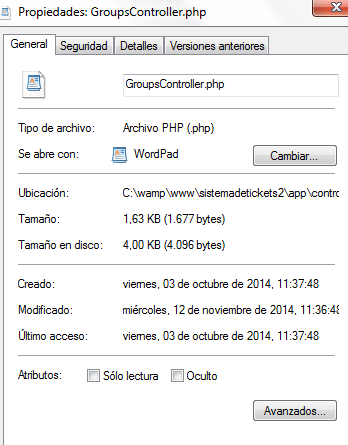 Propiedades: GroupsController.php
General Seguridad Detalles Versiones anteriores
GroupsController.php
Tipo de archivo: Archivo PHP (.php)
Se abre con: WordPad Cambiar...
Ubicación: C:\wamp\www\sistemadetickets2\app\contro
Tamaño: 1,63 KB (1.677 bytes)
Tamaño en disco: 4,00 KB (4.096 bytes)
Creado: viernes, 03 de octubre de 2014, 11:37:48
Modificado: miércoles, 12 de noviembre de 2014, 11:36:48
Último acceso: viernes, 03 de octubre de 2014, 11:37:48
Atributos: Sólo lectura Oculto
Avanzados...